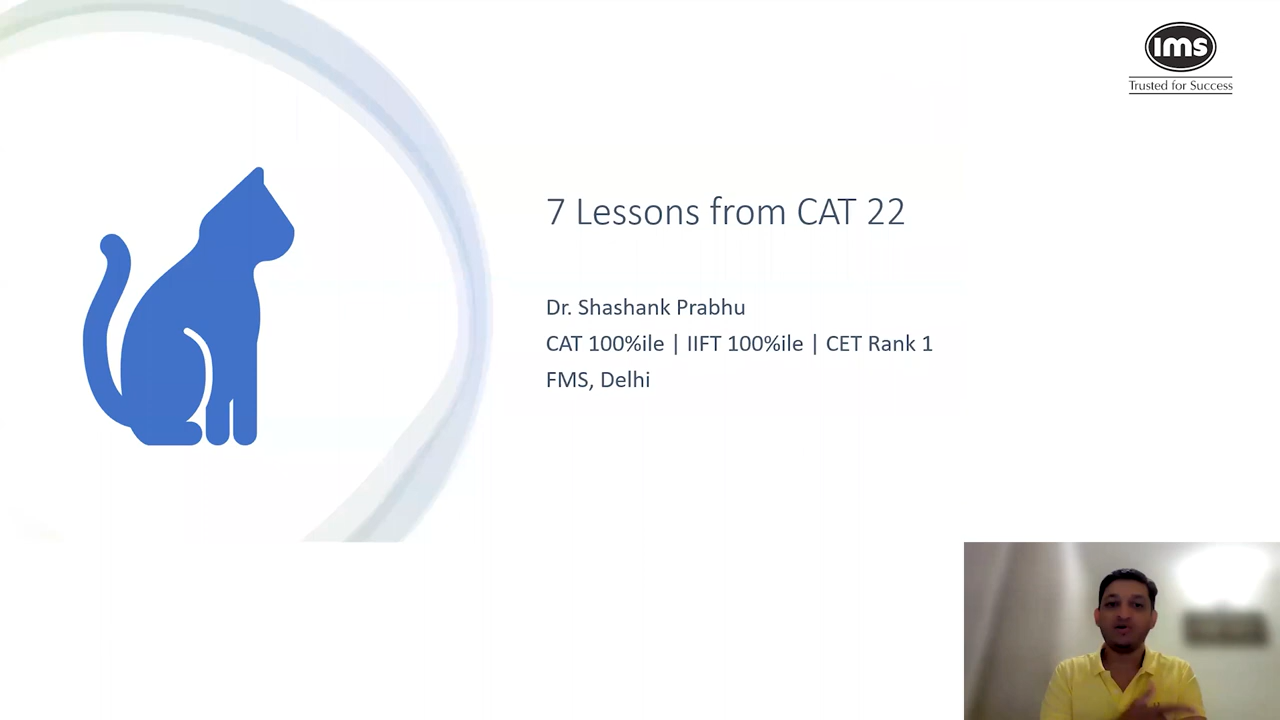 ims
Trusted for Success
7 Lessons from CAT 22
Dr. Shashank Prabhu
CAT 100%ile | IIFT 100%ile | CET Rank 1
FMS, Delhi